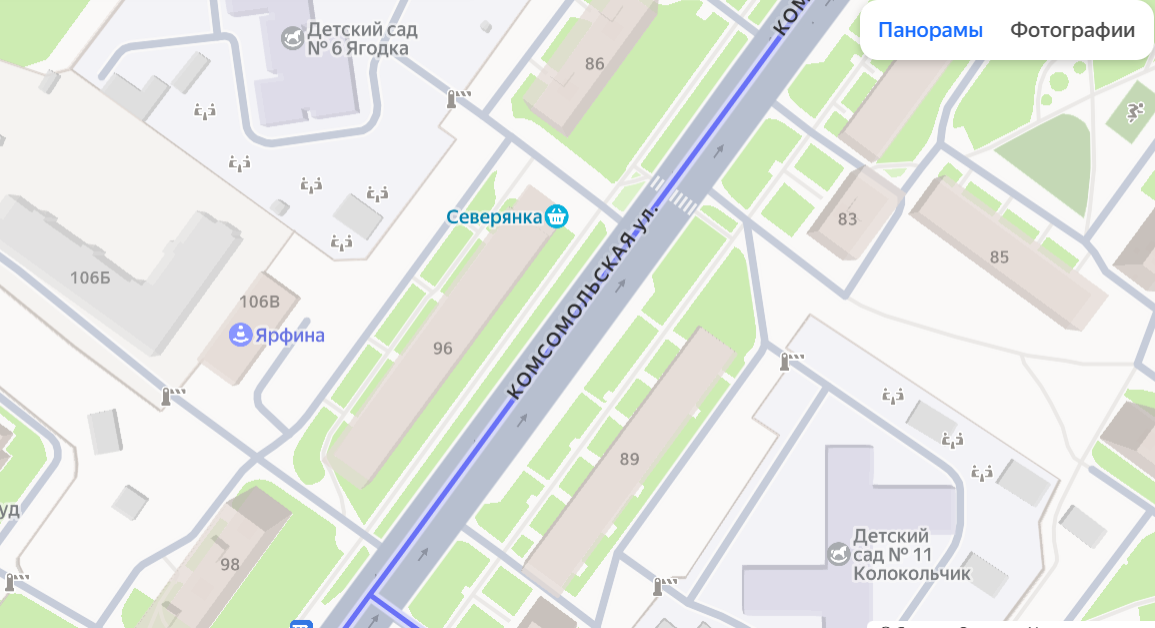 Панорамы Фотографии
Детский сад
№ 6 Ягодка
86
Северянка
83
85
106Б
106В
Ярфина
96
КОМСОМОЛЬСКАЯ ул.
89
Детский
сад № 11
Колокольчик
98